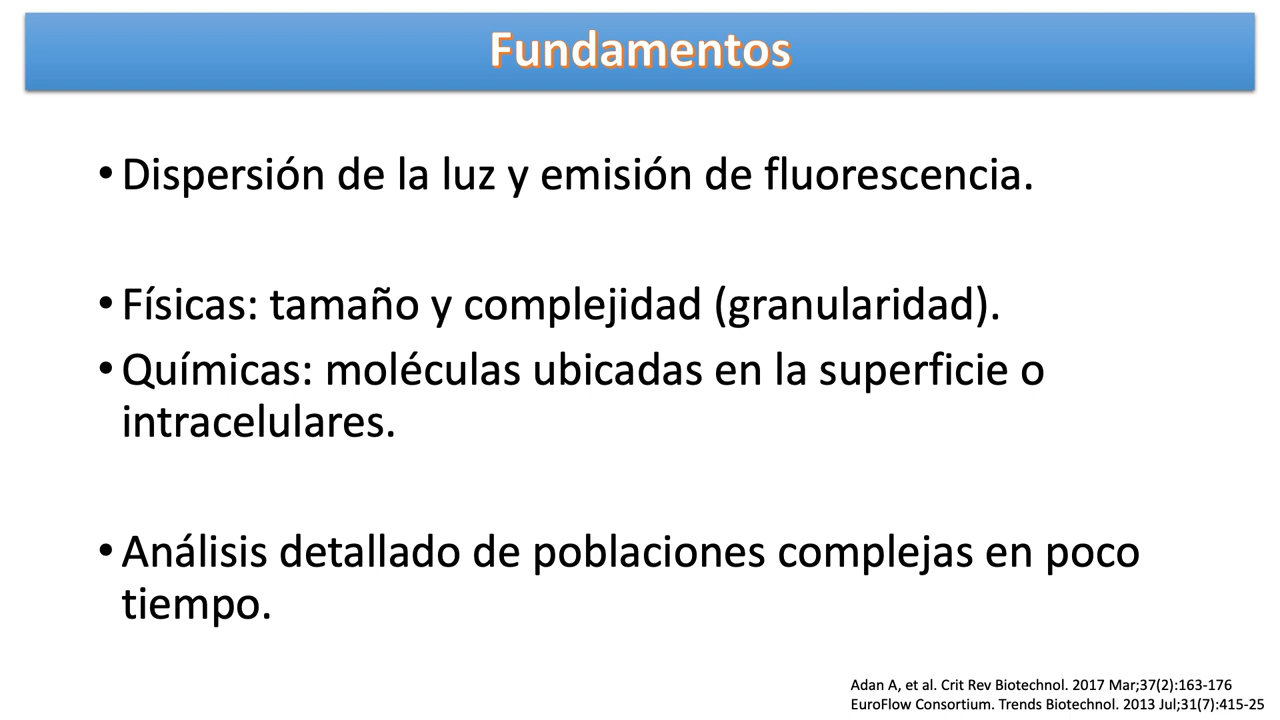 Fundamentos
• Dispersión de la luz y emisión de fluorescencia.
• Físicas: tamaño y complejidad (granularidad).
• Químicas: moléculas ubicadas en la superficie o
intracelulares.
• Análisis detallado de poblaciones complejas en poco
tiempo.
Adan A, et al. Crit Rev Biotechnol. 2017 Mar;37(2):163-176
EuroFlow Consortium. Trends Biotechnol. 2013 Jul;31(7):415-25